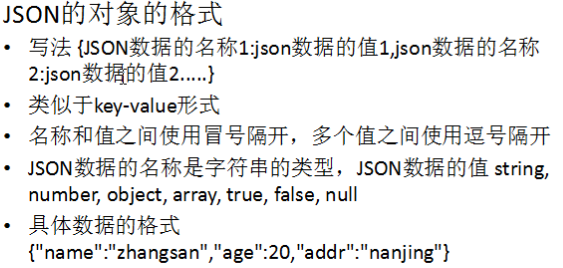 JSON的对象的格式
• 写法 {JSON数据的名称1:json数据的值1,json数据的名称
2:json数据的值2.....}
• 类似于key-value形式
• 名称和值之间使用冒号隔开，多个值之间使用逗号隔开
• JSON数据的名称是字符串的类型，JSON数据的值 string,
number, object, array, true, false, null
• 具体数据的格式
{"name":"zhangsan","age":20,"addr":"nanjing"}